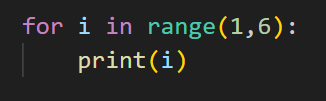 for i in range(1,6):
    print(i)